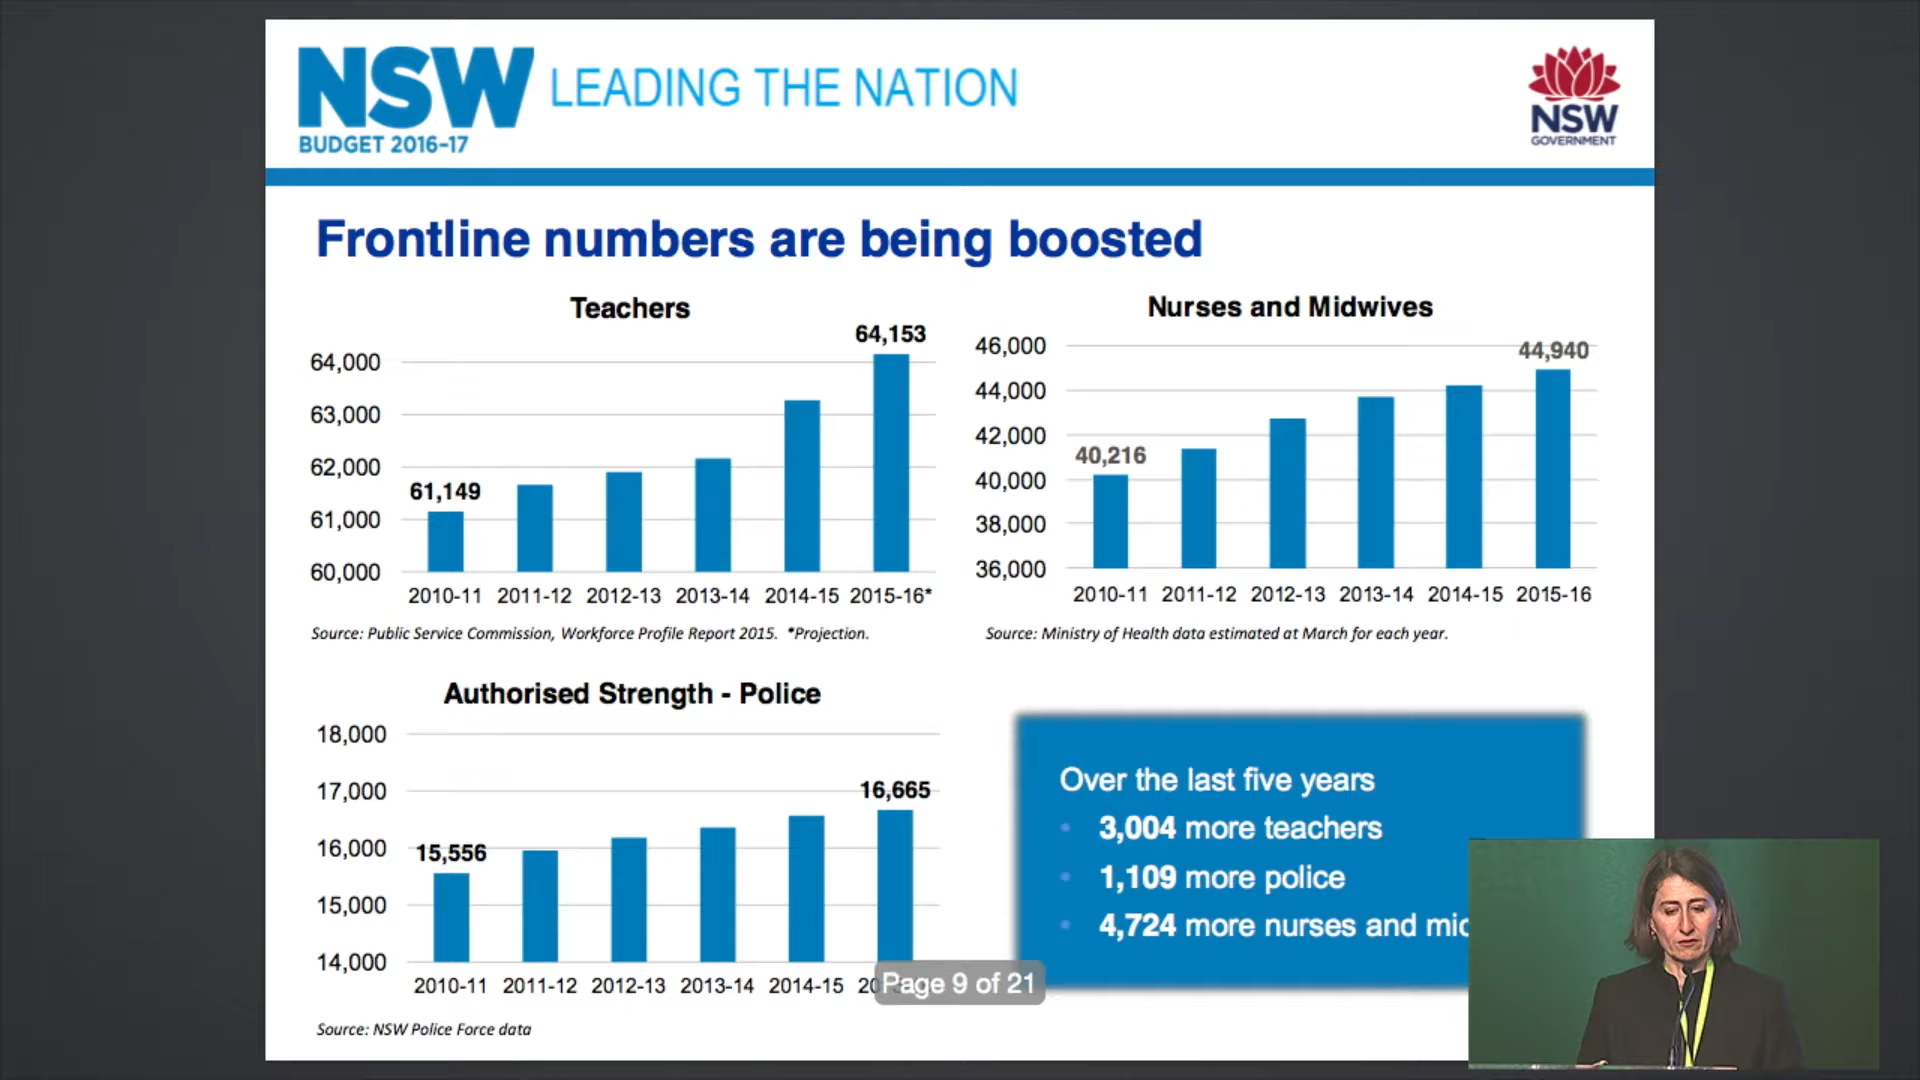 NSW LEADING THE NATION
BUDGET 2016-17
NSW
GOVERNMENT
Frontline numbers are being boosted
Teachers
64,153
64,000
63,000
62,000
61,149
61,000
60,000
2010-11 2011-12 2012-13 2013-14 2014-15 2015-16*
Source: Public Service Commission, Workforce Profile Report 2015. *Projection.
Nurses and Midwives
46,000
44,940
44,000
42,000
40,216
40,000
38,000
36,000
2010-11 2011-12 2012-13 2013-14 2014-15 2015-16
Source: Ministry of Health data estimated at March for each year.
Authorised Strength - Police
18,000
17,000
16,665
16,000
15,556
15,000
14,000
2010-11 2011-12 2012-13 2013-14 2014-15
Source: NSW Police Force data
Over the last five years
• 3,004 more teachers
• 1,109 more police
• 4,724 more nurses and
Page 9 of 21